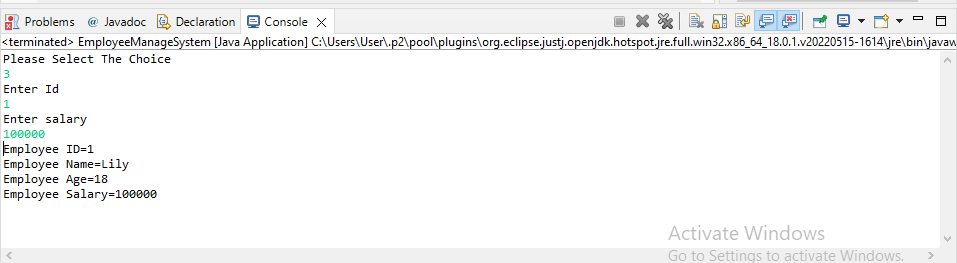 Problems @ Javadoc Declaration Console
<terminated> EmployeeManageSystem [Java Application] C:\Users\User\.p2\pool\plugins\org.eclipse.justj.openjdk.hotspot.jre.full.win32.x86_64_18.0.1.v20220515-1614\jre\bin\javaw
Please Select The Choice
3
Enter Id
1
Enter salary
100000
Employee ID=1
Employee Name=Lily
Employee Age=18
Employee Salary=100000
Activate Windows
Go to Settings to activate Windows.